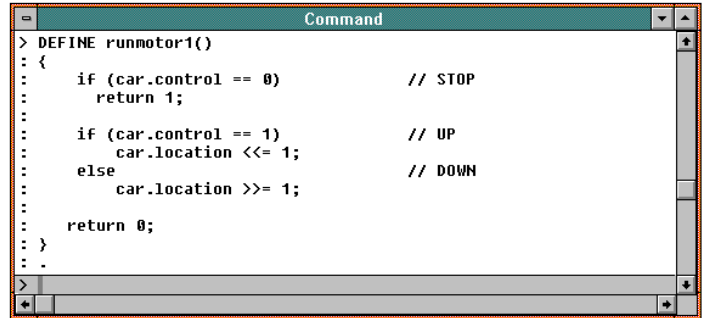 Command
> DEFINE runmotor1()
: {
:     if (car.control == 0)               // STOP
:       return 1;
:
:     if (car.control == 1)               // UP
:         car.location <<= 1;
:     else                                // DOWN
:         car.location >>= 1;
:
:    return 0;
: }
: .
>